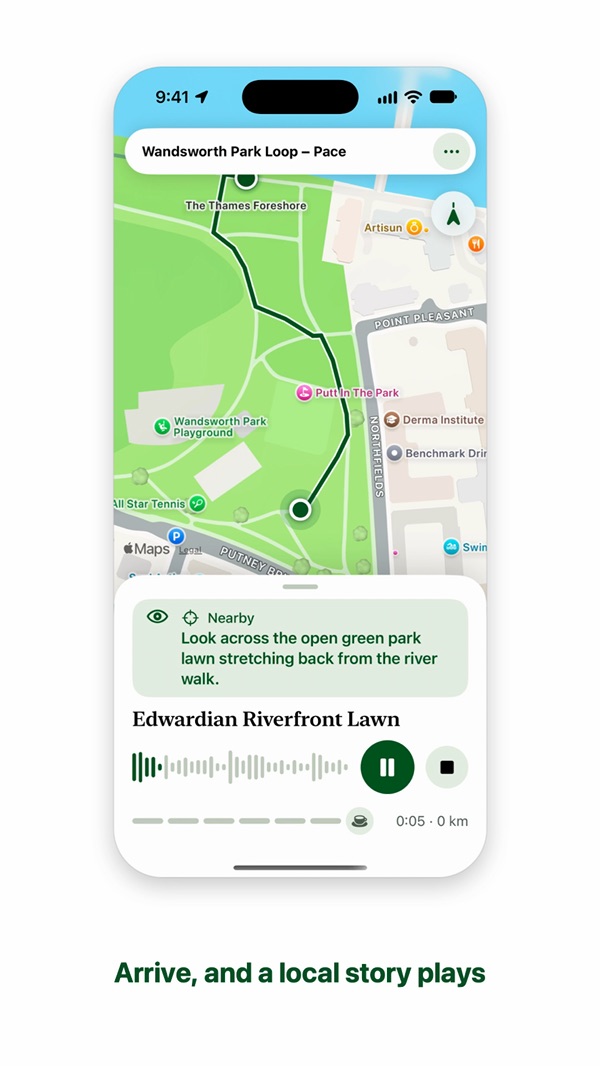 9:41
Wandsworth Park Loop – Pace
The Thames Foreshore
Artisun
POINT PLEASANT
Putt In The Park
Wandsworth Park
Playground
Derma Institute
NORTHFIELDS
Benchmark Drin
All Star Tennis
P
Maps
Legal
PUTNEY BR
Swin
Nearby
Look across the open green park
lawn stretching back from the river
walk.
Edwardian Riverfront Lawn
0:05 · 0 km
Arrive, and a local story plays